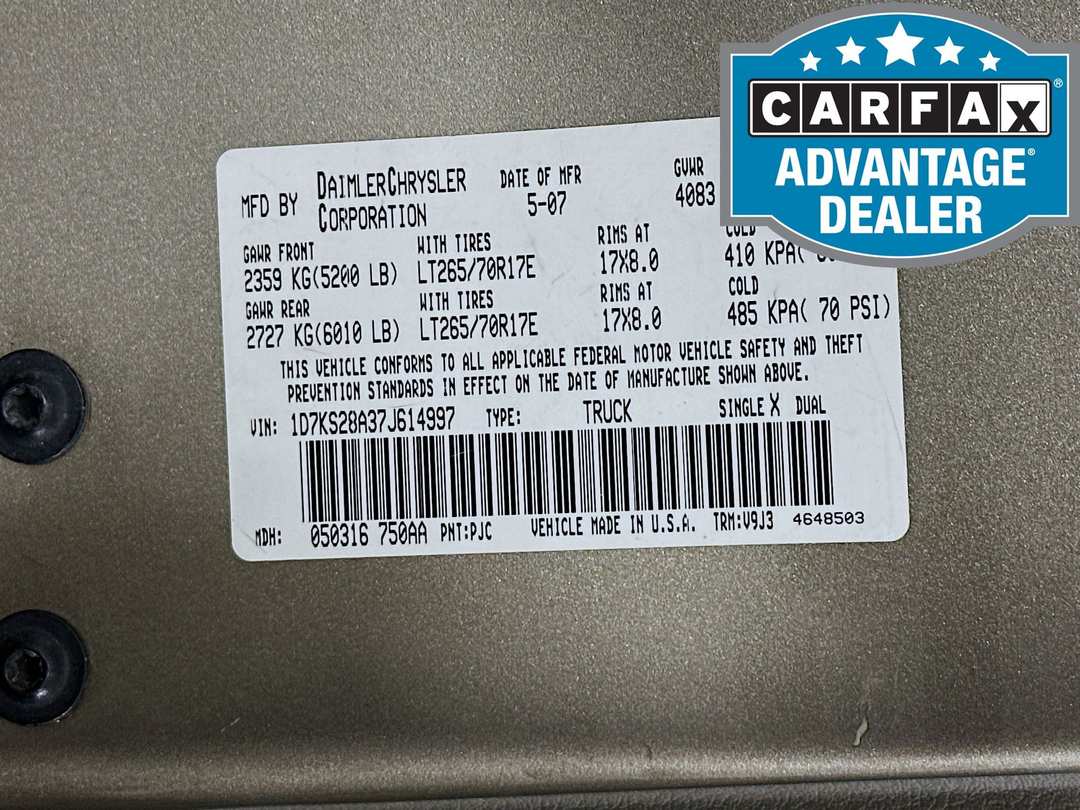 CARFAX®
ADVANTAGE®
DEALER
MFD BY DAIMLERCHRYSLER CORPORATION DATE OF MFR 5-07 GVWR 4083
GAWR FRONT WITH TIRES RIMS AT COLD
2359 KG(5200 LB) LT265/70R17E 17X8.0 410 KPA(
GAWR REAR WITH TIRES RIMS AT COLD
2727 KG(6010 LB) LT265/70R17E 17X8.0 485 KPA( 70 PSI)
THIS VEHICLE CONFORMS TO ALL APPLICABLE FEDERAL MOTOR VEHICLE SAFETY AND THEFT
PREVENTION STANDARDS IN EFFECT ON THE DATE OF MANUFACTURE SHOWN ABOVE.
VIN: 1D7KS28A37J614997 TYPE: TRUCK SINGLE X DUAL
MDH: 050316 750AA PNT:PJC VEHICLE MADE IN U.S.A. TRM:V9J3 4648503